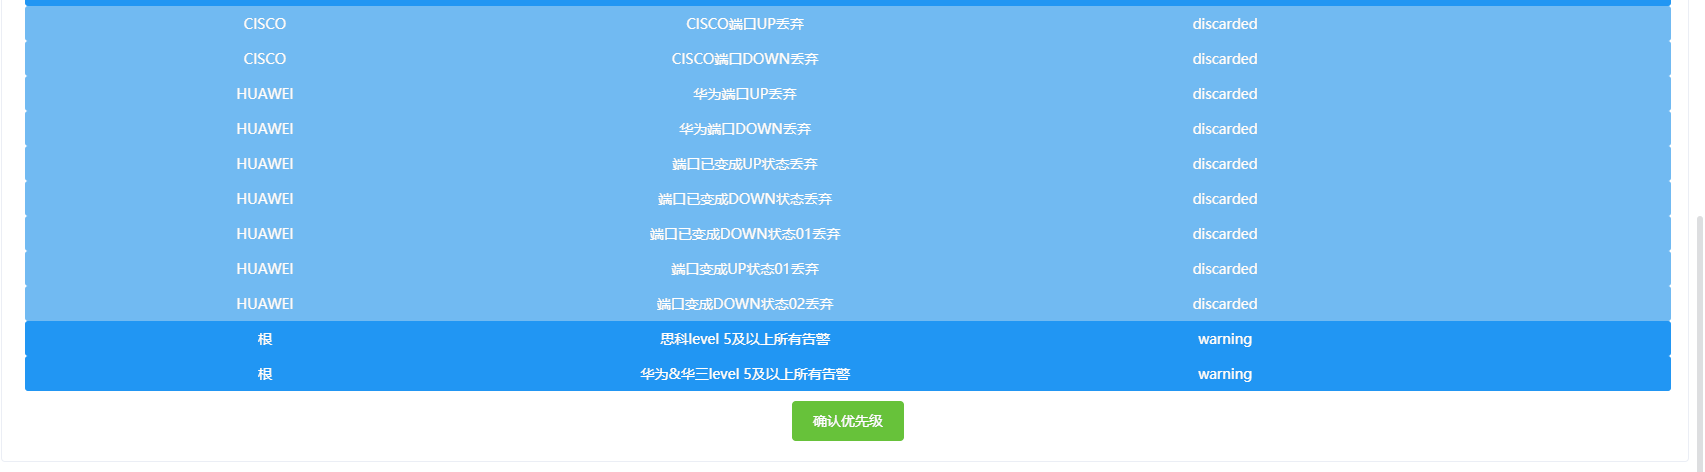 CISCO CISCO端口UP丢弃 discarded
CISCO CISCO端口DOWN丢弃 discarded
HUAWEI 华为端口UP丢弃 discarded
HUAWEI 华为端口DOWN丢弃 discarded
HUAWEI 端口已变成UP状态丢弃 discarded
HUAWEI 端口已变成DOWN状态丢弃 discarded
HUAWEI 端口已变成DOWN状态01丢弃 discarded
HUAWEI 端口变成UP状态01丢弃 discarded
HUAWEI 端口变成DOWN状态02丢弃 discarded
根 思科level 5及以上所有告警 warning
根 华为&华三level 5及以上所有告警 warning
确认优先级